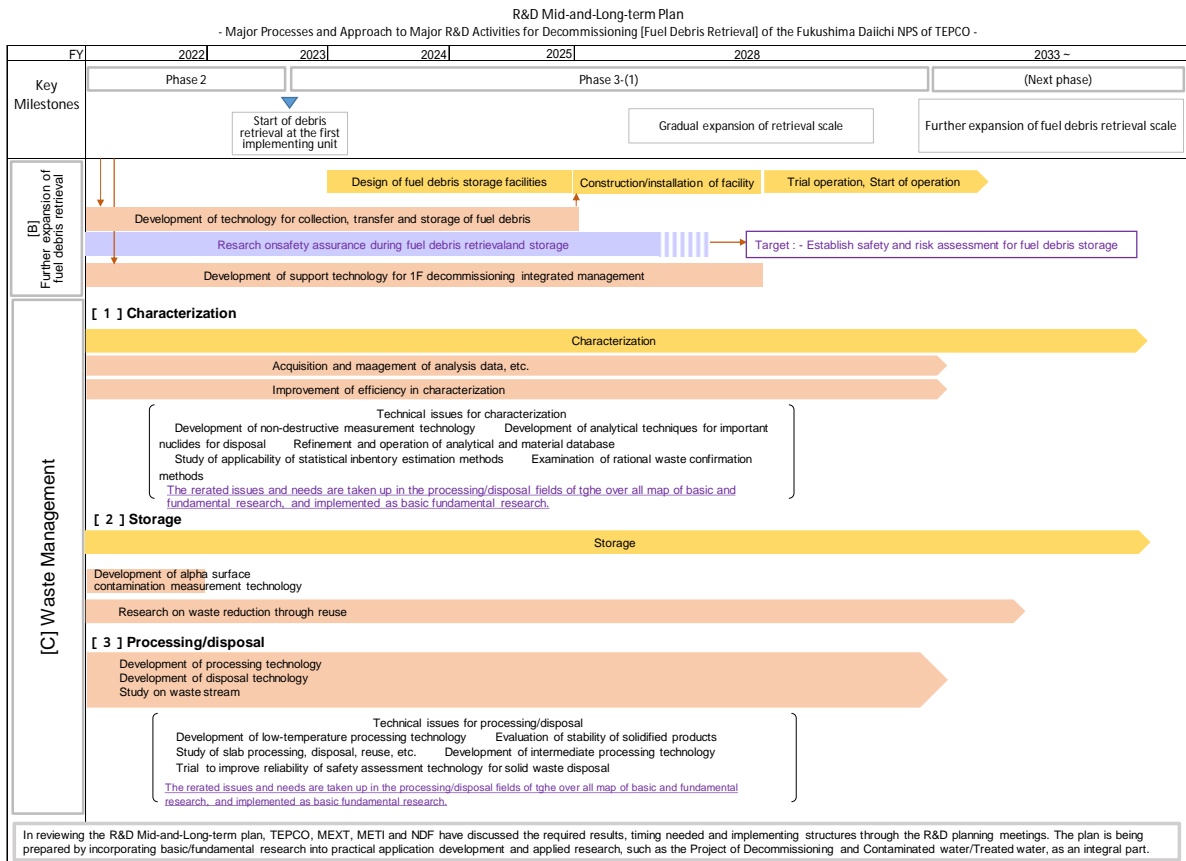 R&D Mid-and-Long-term Plan
- Major Processes and Approach to Major R&D Activities for Decommissioning [Fuel Debris Retrieval] of the Fukushima Daiichi NPS of TEPCO -
FY 2022 2023 2024 2025 2028 2033 ~
Key
Milestones
Phase 2
Phase 3-(1)
(Next phase)
Start of debris
retrieval at the first
implementing unit
Gradual expansion of retrieval scale
Further expansion of fuel debris retrieval scale
[B]
Further expansion of
fuel debris retrieval
Design of fuel debris storage facilities
Construction/installation of facility
Trial operation, Start of operation
Development of technology for collection, transfer and storage of fuel debris
Resarch onsafety assurance during fuel debris retrievaland storage
Target : - Establish safety and risk assessment for fuel debris storage
Development of support technology for 1F decommissioning integrated management
[C] Waste Management
[ 1 ] Characterization
Characterization
Acquisition and maagement of analysis data, etc.
Improvement of efficiency in characterization
Technical issues for characterization
Development of non-destructive measurement technology Development of analytical techniques for important
nuclides for disposal Refinement and operation of analytical and material database
Study of applicability of statistical inbentory estimation methods Examination of rational waste confirmation
methods
The rerated issues and needs are taken up in the processing/disposal fields of tghe over all map of basic and
fundamental research, and implemented as basic fundamental research.
[ 2 ] Storage
Storage
Development of alpha surface
contamination measurement technology
Research on waste reduction through reuse
[ 3 ] Processing/disposal
Development of processing technology
Development of disposal technology
Study on waste stream
Technical issues for processing/disposal
Development of low-temperature processing technology Evaluation of stability of solidified products
Study of slab processing, disposal, reuse, etc. Development of intermediate processing technology
Trial to improve reliability of safety assessment technology for solid waste disposal
The rerated issues and needs are taken up in the processing/disposal fields of tghe over all map of basic and fundamental
research, and implemented as basic fundamental research.
In reviewing the R&D Mid-and-Long-term plan, TEPCO, MEXT, METI and NDF have discussed the required results, timing needed and implementing structures through the R&D planning meetings. The plan is being
prepared by incorporating basic/fundamental research into practical application development and applied research, such as the Project of Decommissioning and Contaminated water/Treated water, as an integral part.